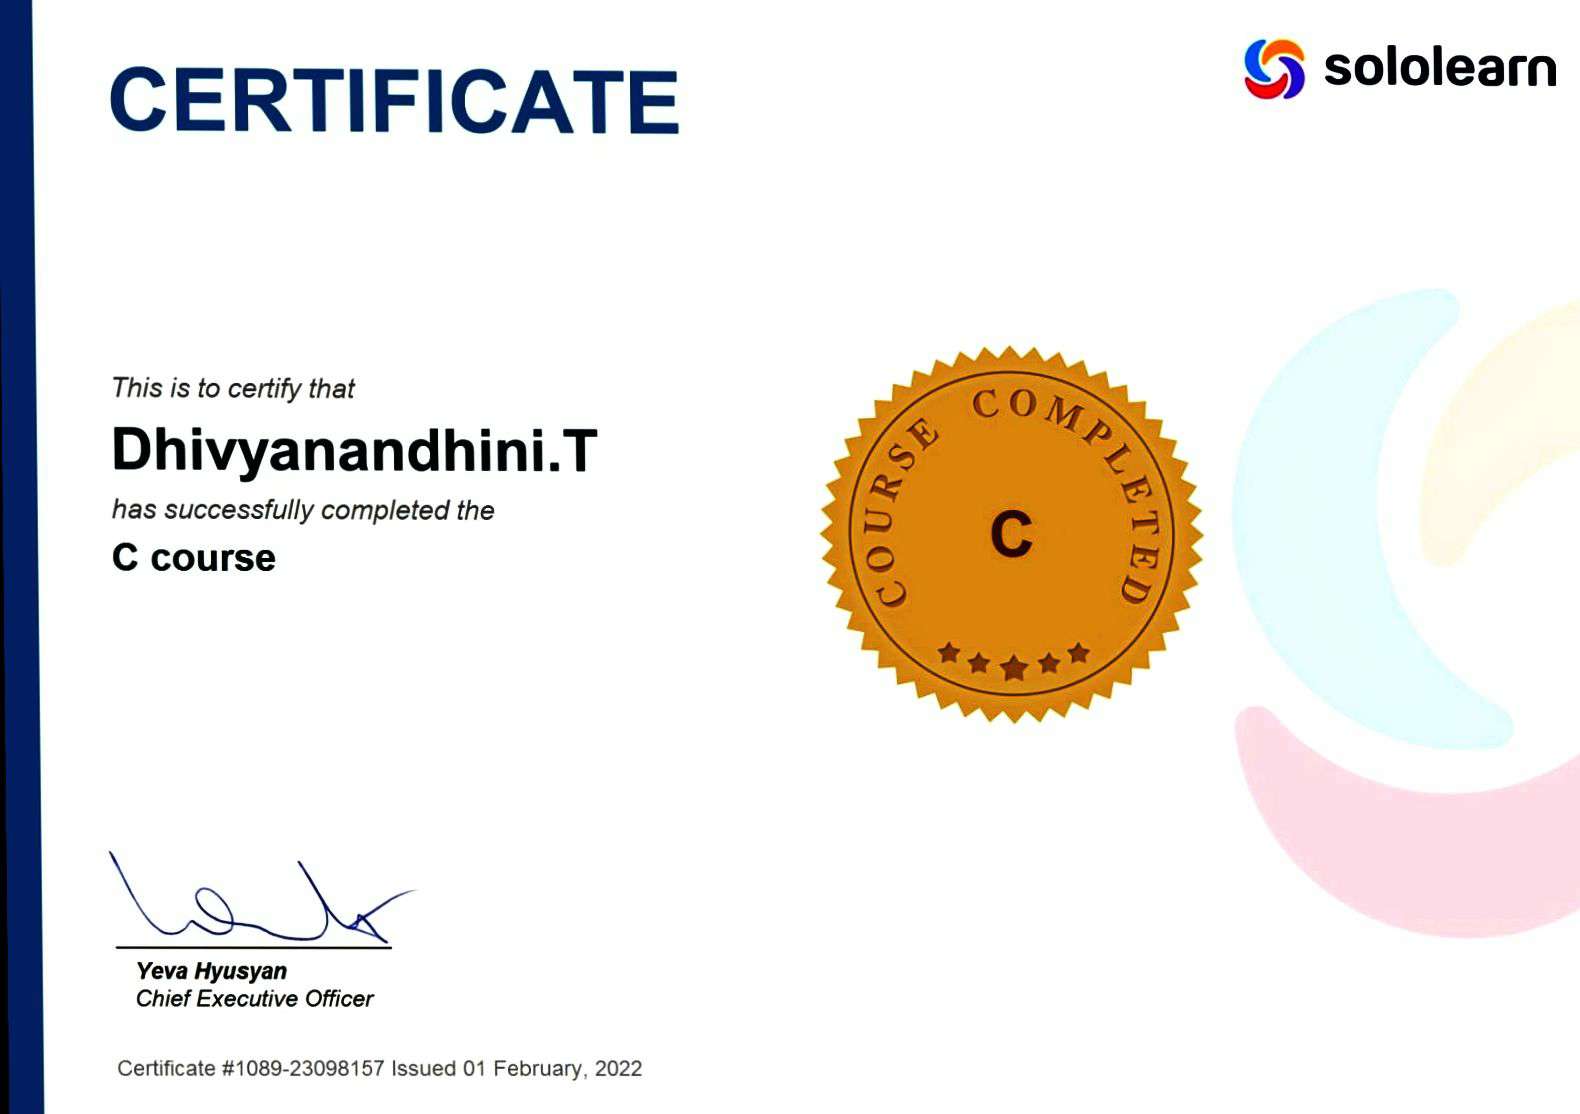 CERTIFICATE
sololearn
This is to certify that
Dhivyanandhini.T
has successfully completed the
C course
COURSE COMPLETED
C
Yeva Hyusyan
Chief Executive Officer
Certificate #1089-23098157 Issued 01 February, 2022